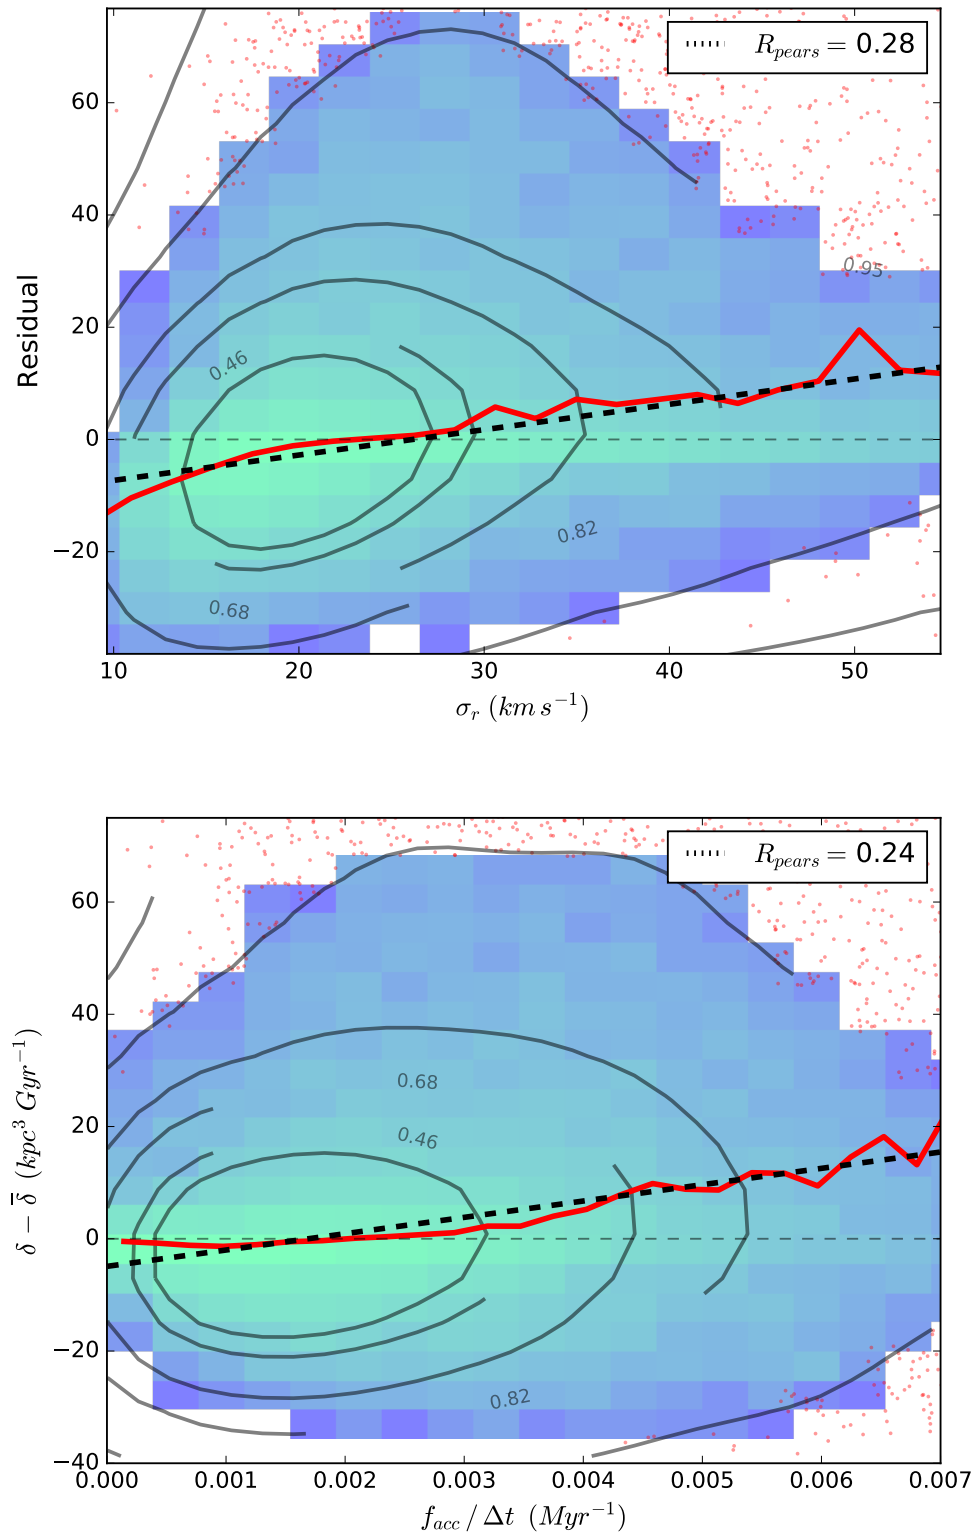 R_pears = 0.28
60
40
0.95
20
Residual
0.46
0
0.82
−20
0.68
10 20 30 40 50
σ_r (km s⁻¹)
R_pears = 0.24
60
40
0.68
20
0.46
δ − δ̅ (kpc³ Gyr⁻¹)
0
−20
0.82
−40
0.000 0.001 0.002 0.003 0.004 0.005 0.006 0.007
f_acc / Δt (Myr⁻¹)